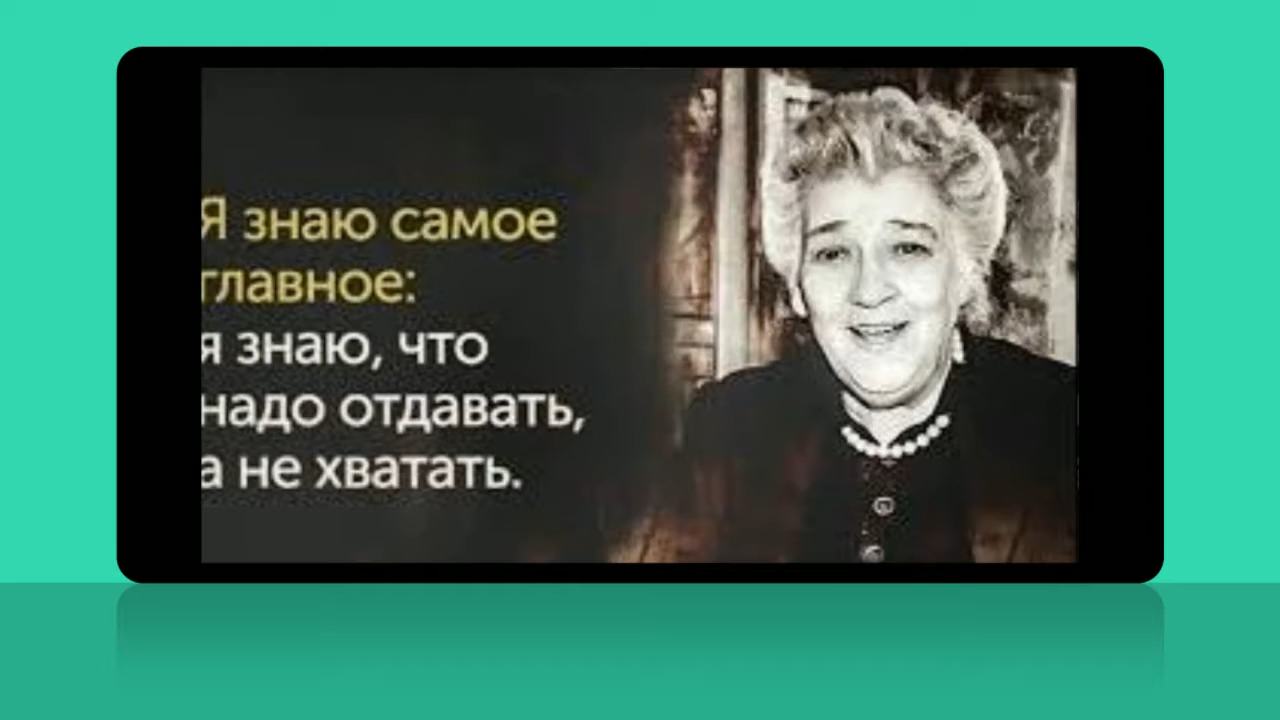 Я знаю самое
главное:
я знаю, что
надо отдавать,
а не хватать.